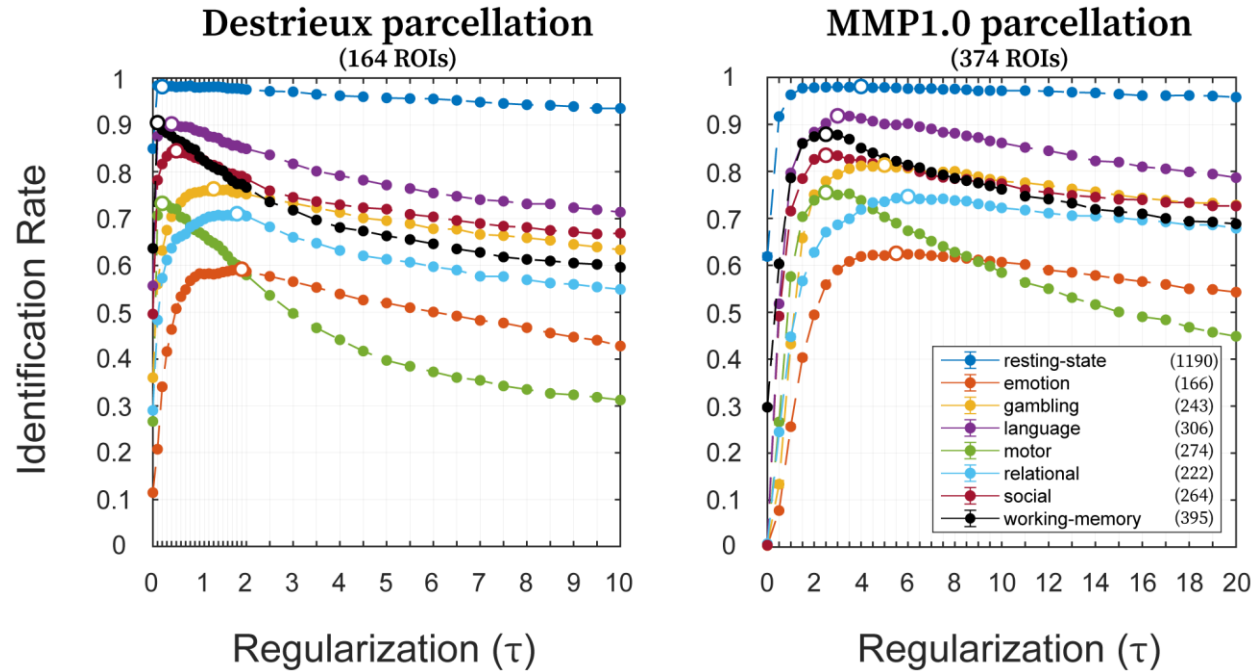 Destrieux parcellation
(164 ROIs)
MMP1.0 parcellation
(374 ROIs)
Identification Rate
1
0.9
0.8
0.7
0.6
0.5
0.4
0.3
0.2
0.1
0
0 1 2 3 4 5 6 7 8 9 10
Regularization (τ)
1
0.9
0.8
0.7
0.6
0.5
0.4
0.3
0.2
0.1
0
resting-state (1190)
emotion (166)
gambling (243)
language (306)
motor (274)
relational (222)
social (264)
working-memory (395)
0 2 4 6 8 10 12 14 16 18 20
Regularization (τ)